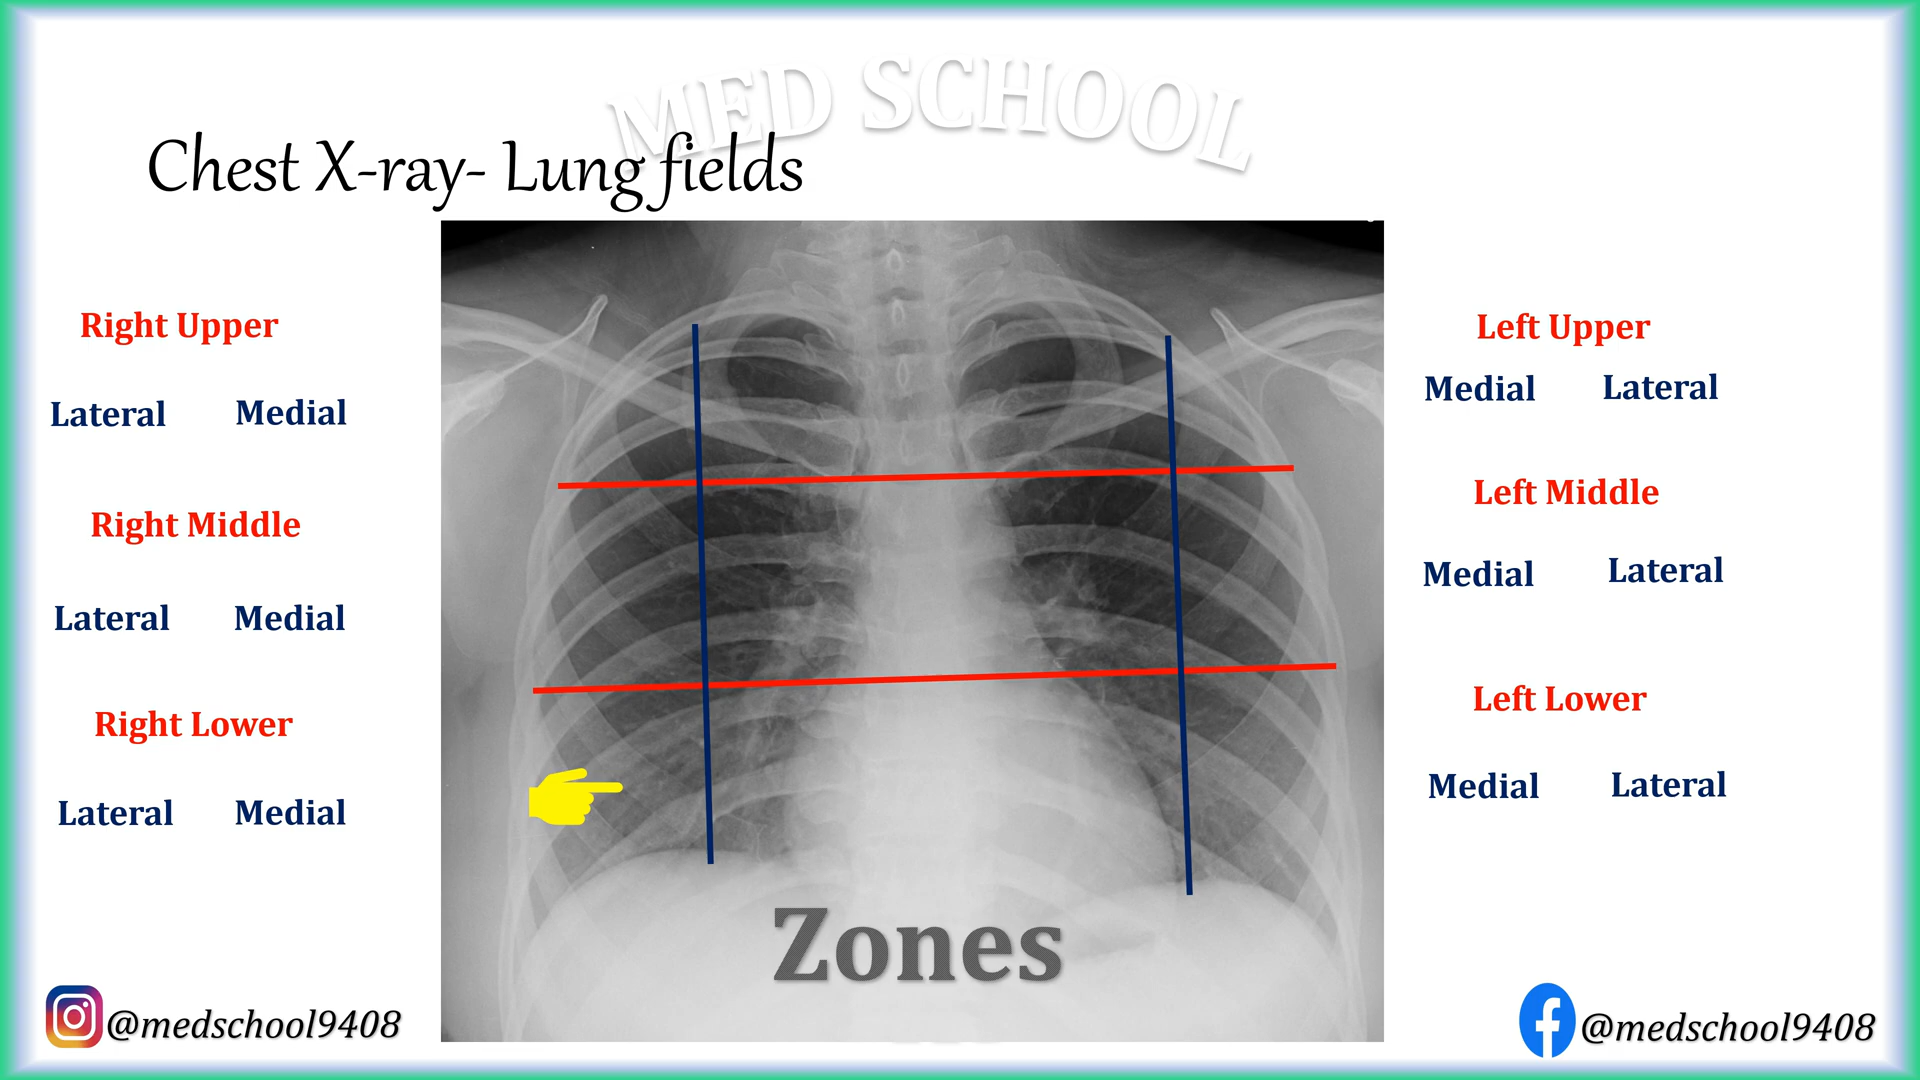 MED SCHOOL
Chest X-ray- Lung fields
Right Upper
Lateral Medial
Right Middle
Lateral Medial
Right Lower
Lateral Medial
Left Upper
Medial Lateral
Left Middle
Medial Lateral
Left Lower
Medial Lateral
Zones
@medschool9408
@medschool9408